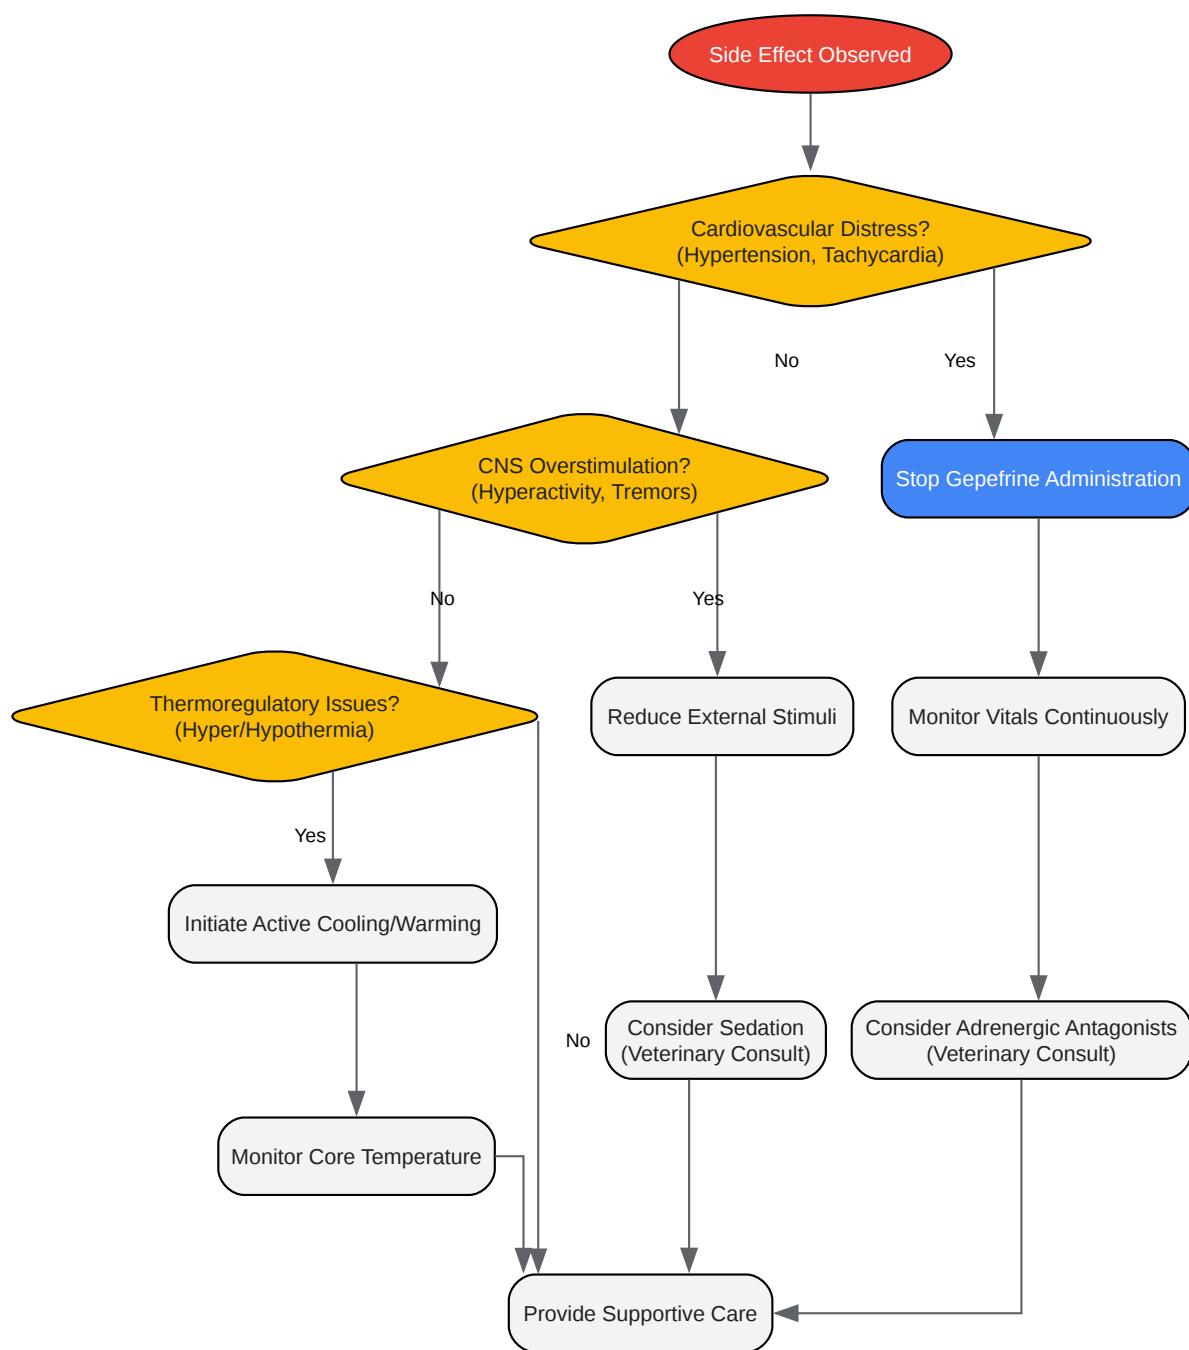 Side Effect Observed
Cardiovascular Distress?
(Hypertension, Tachycardia)
No
Yes
CNS Overstimulation?
(Hyperactivity, Tremors)
Stop Gepefrine Administration
No
Yes
Thermoregulatory Issues?
(Hyper/Hypothermia)
Reduce External Stimuli
Monitor Vitals Continuously
Yes
Initiate Active Cooling/Warming
No
Consider Sedation
(Veterinary Consult)
Consider Adrenergic Antagonists
(Veterinary Consult)
Monitor Core Temperature
Provide Supportive Care